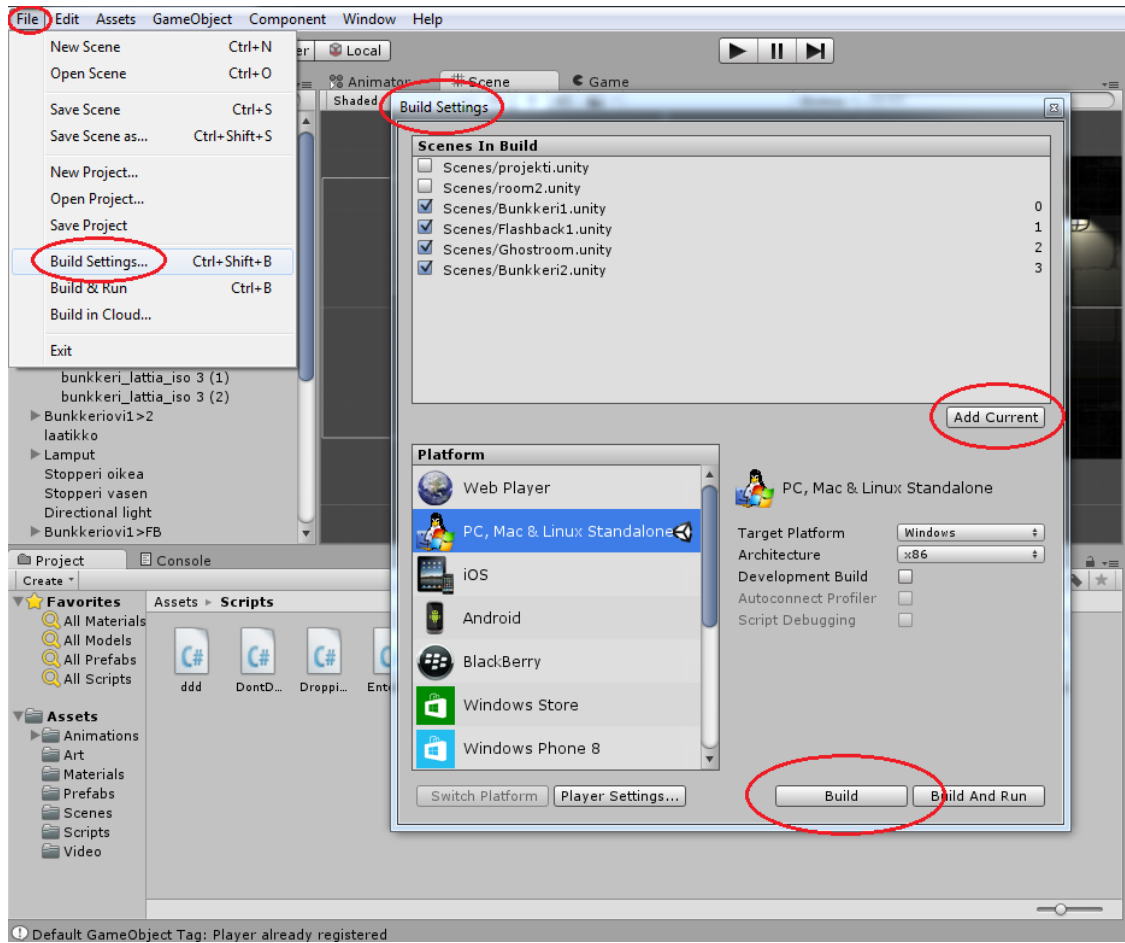 File Edit Assets GameObject Component Window Help
New Scene Ctrl+N
Open Scene Ctrl+O
Save Scene Ctrl+S
Save Scene as... Ctrl+Shift+S
New Project...
Open Project...
Save Project
Build Settings... Ctrl+Shift+B
Build & Run Ctrl+B
Build in Cloud...
Exit
er Local
Animator # Scene Game
Shaded
Build Settings
Scenes In Build
Scenes/projekti.unity
Scenes/room2.unity
Scenes/Bunkkeri1.unity 0
Scenes/Flashback1.unity 1
Scenes/Ghostroom.unity 2
Scenes/Bunkkeri2.unity 3
Add Current
Platform
Web Player
PC, Mac & Linux Standalone
iOS
Android
BlackBerry
Windows Store
Windows Phone 8
PC, Mac & Linux Standalone
Target Platform Windows
Architecture x86
Development Build
Autoconnect Profiler
Script Debugging
Switch Platform Player Settings... Build Build And Run
bunkkeri_lattia_iso 3 (1)
bunkkeri_lattia_iso 3 (2)
Bunkkeriovi1>2
laatikko
Lamput
Stopperi oikea
Stopperi vasen
Directional light
Bunkkeriovi1>FB
Project Console
Create
Favorites
All Materials
All Models
All Prefabs
All Scripts
Assets
Animations
Art
Materials
Prefabs
Scenes
Scripts
Video
Assets ▸ Scripts
C# C# C#
ddd DontD... Droppi... Ente
Default GameObject Tag: Player already registered